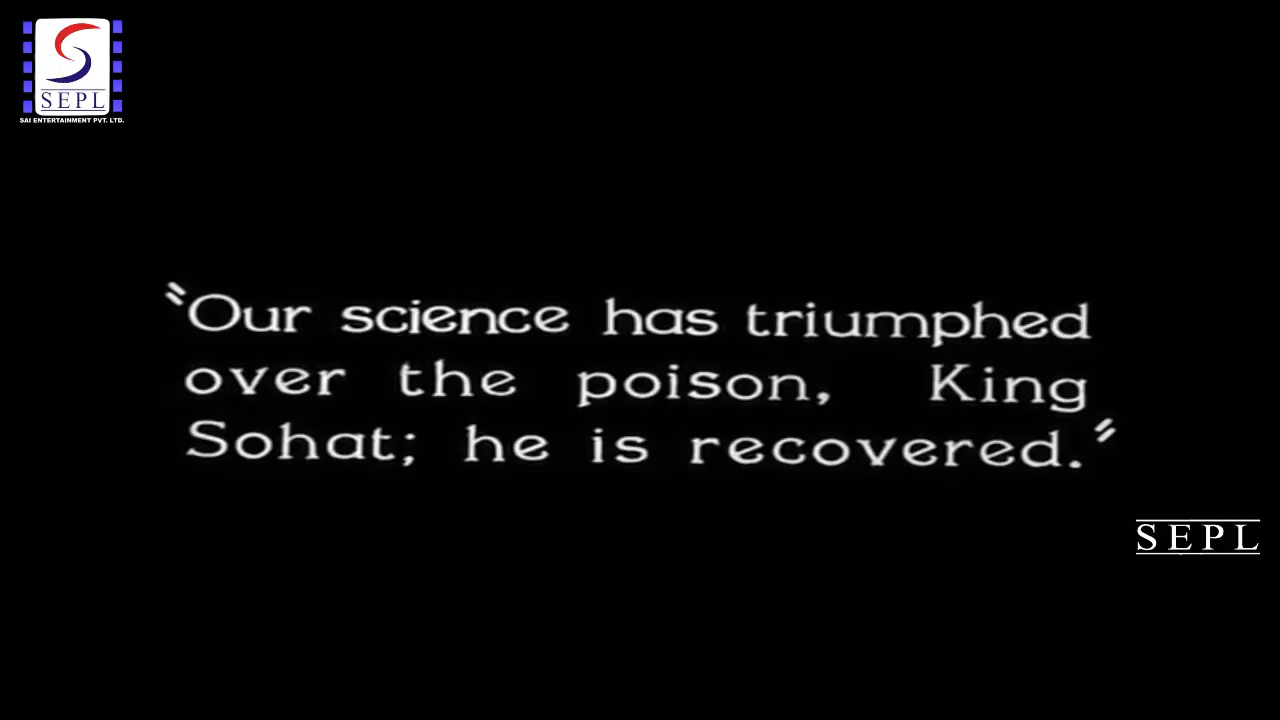 SEPL
SAI ENTERTAINMENT PVT. LTD.
"Our science has triumphed
over the poison, King
Sohat; he is recovered."
SEPL